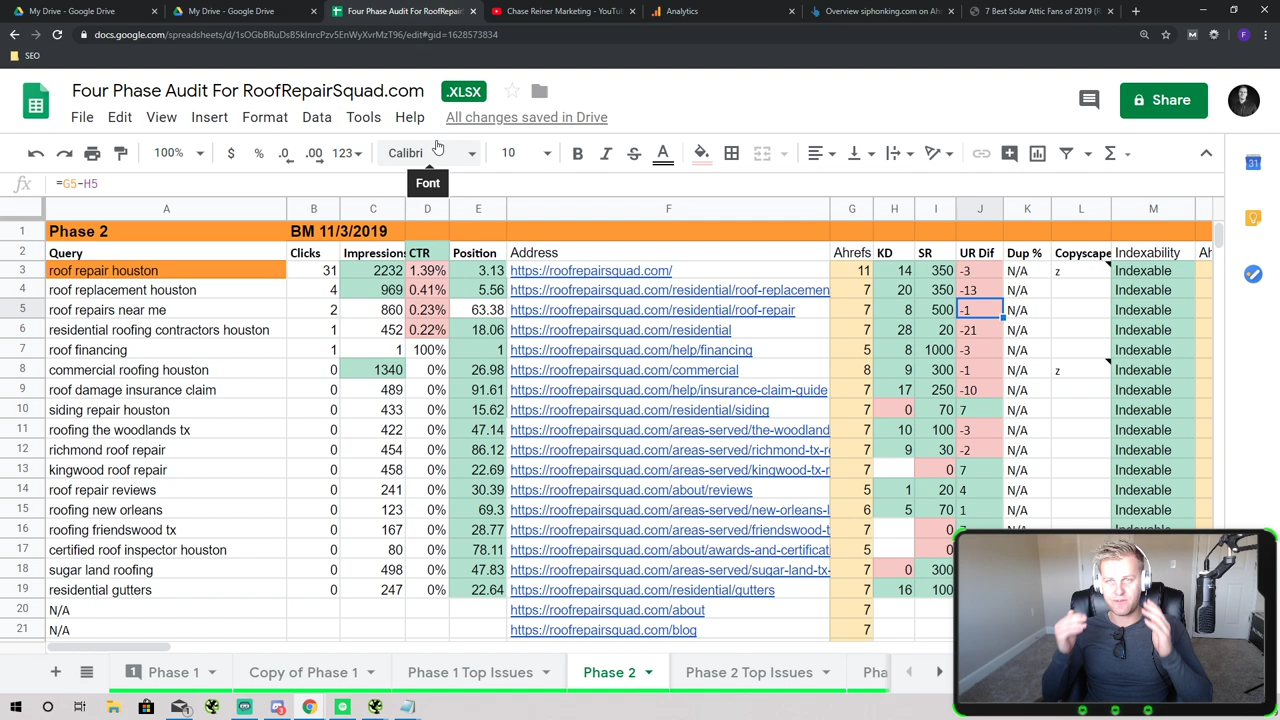 My Drive - Google Drive
My Drive - Google Drive
Four Phase Audit For RoofRepair
Chase Reiner Marketing - YouTu
Analytics
Overview siphonking.com on Ah
7 Best Solar Attic Fans of 2019 (R
docs.google.com/spreadsheets/d/1sOGbBRuDsB5kInrcPzv5EnWyXvrMzT96/edit#gid=1628573834
SEO
Four Phase Audit For RoofRepairSquad.com .XLSX
Share
File Edit View Insert Format Data Tools Help All changes saved in Drive
100% $ % .0 .00 123 Calibri 10 B I S A Σ
31
Font
fx =G5-H5
A B C D E F G H I J K L M
1 Phase 2 BM 11/3/2019
2 Query Clicks Impressions CTR Position Address Ahrefs KD SR UR Dif Dup % Copyscape Indexability Ah
3 roof repair houston 31 2232 1.39% 3.13 https://roofrepairsquad.com/ 11 14 350 -3 N/A z Indexable
4 roof replacement houston 4 969 0.41% 5.56 https://roofrepairsquad.com/residential/roof-replacemen 7 20 350 -13 N/A Indexable
5 roof repairs near me 2 860 0.23% 63.38 https://roofrepairsquad.com/residential/roof-repair 7 8 500 -1 N/A Indexable
6 residential roofing contractors houston 1 452 0.22% 18.06 https://roofrepairsquad.com/residential 7 28 20 -21 N/A Indexable
7 roof financing 1 1 100% 1 https://roofrepairsquad.com/help/financing 5 8 1000 -3 N/A Indexable
8 commercial roofing houston 0 1340 0% 26.98 https://roofrepairsquad.com/commercial 8 9 300 -1 N/A z Indexable
9 roof damage insurance claim 0 489 0% 91.61 https://roofrepairsquad.com/help/insurance-claim-guide 7 17 250 -10 N/A Indexable
10 siding repair houston 0 433 0% 15.62 https://roofrepairsquad.com/residential/siding 7 0 70 7 N/A Indexable
11 roofing the woodlands tx 0 422 0% 47.14 https://roofrepairsquad.com/areas-served/the-woodland 7 10 100 -3 N/A Indexable
12 richmond roof repair 0 454 0% 86.12 https://roofrepairsquad.com/areas-served/richmond-tx-r 7 9 30 -2 N/A Indexable
13 kingwood roof repair 0 458 0% 22.69 https://roofrepairsquad.com/areas-served/kingwood-tx-r 7 0 7 N/A Indexable
14 roof repair reviews 0 241 0% 30.39 https://roofrepairsquad.com/about/reviews 5 1 20 4 N/A Indexable
15 roofing new orleans 0 123 0% 69.3 https://roofrepairsquad.com/areas-served/new-orleans-l 6 5 70 1 N/A Indexable
16 roofing friendswood tx 0 167 0% 28.77 https://roofrepairsquad.com/areas-served/friendswood-t 7 0
17 certified roof inspector houston 0 80 0% 78.11 https://roofrepairsquad.com/about/awards-and-certificat 5 0
18 sugar land roofing 0 498 0% 47.83 https://roofrepairsquad.com/areas-served/sugar-land-tx- 7 0 300
19 residential gutters 0 247 0% 22.64 https://roofrepairsquad.com/residential/gutters 7 16 100
20 N/A https://roofrepairsquad.com/about 7
21 N/A https://roofrepairsquad.com/blog 7
Phase 1 Copy of Phase 1 Phase 1 Top Issues Phase 2 Phase 2 Top Issues Pha